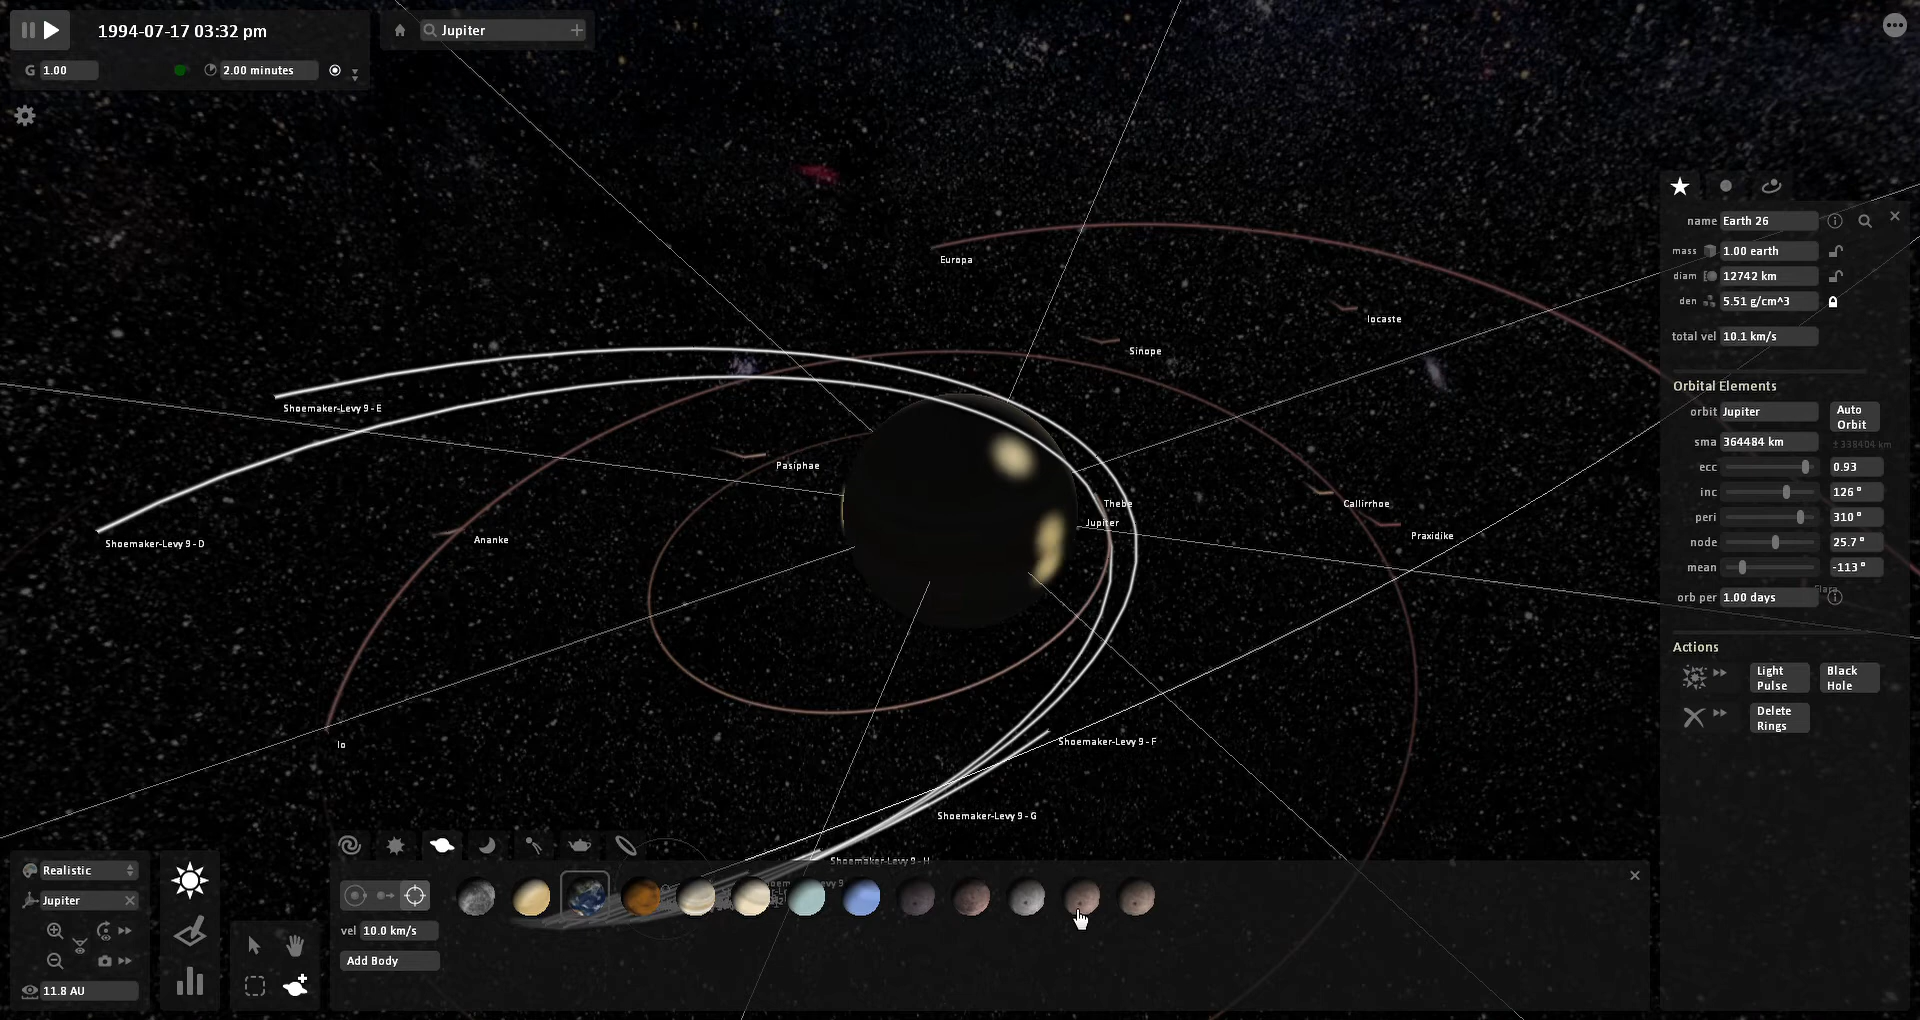 1994-07-17 03:32 pm
Jupiter
G 1.00
2.00 minutes
Europa
Iocaste
Sinope
Shoemaker-Levy 9 - E
Pasiphae
Thebe
Callirrhoe
Jupiter
Praxidike
Ananke
Shoemaker-Levy 9 - D
Io
Shoemaker-Levy 9 - F
Shoemaker-Levy 9 - G
Shoemaker-Levy 9 - H
name Earth 26
mass 1.00 earth
diam 12742 km
den 5.51 g/cm^3
total vel 10.1 km/s
Orbital Elements
orbit Jupiter
Auto
Orbit
sma 364484 km
±338404 km
ecc 0.93
inc 126 °
peri 310 °
node 25.7 °
mean -113 °
orb per 1.00 days
Actions
Light
Pulse
Black
Hole
Delete
Rings
Realistic
Jupiter
11.8 AU
vel 10.0 km/s
Add Body